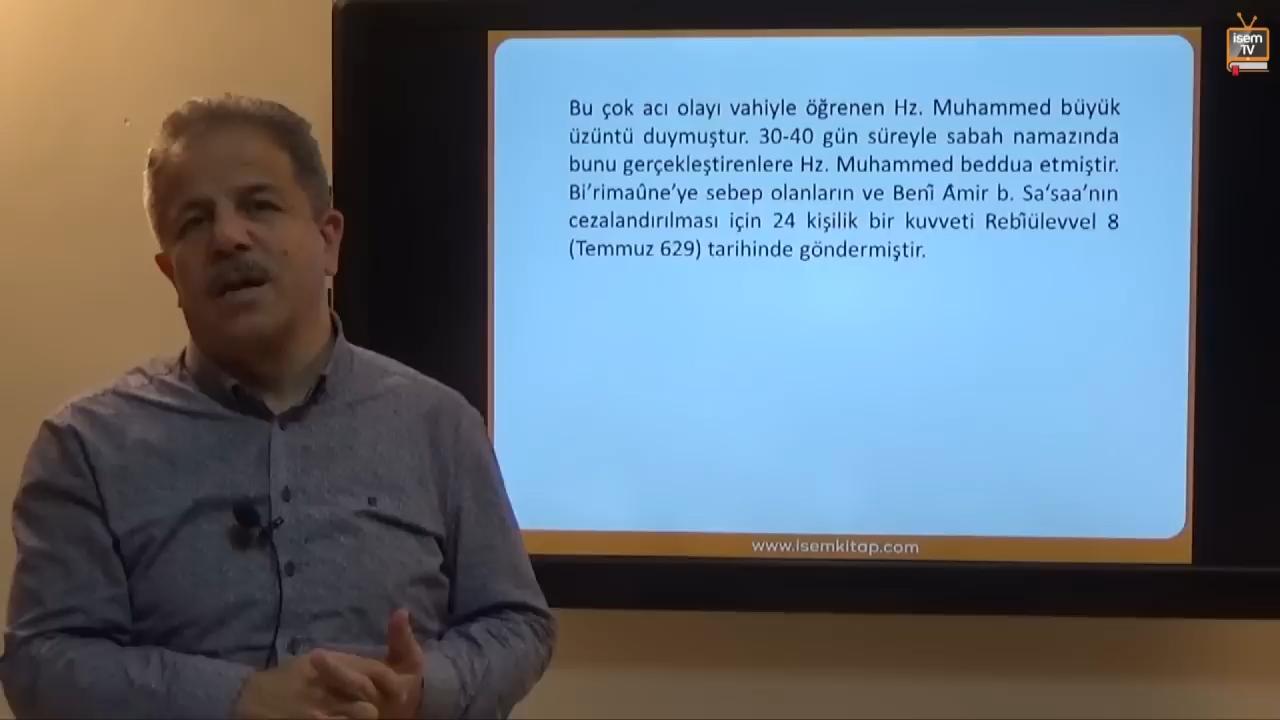 isem
TV
Bu çok acı olayı vahiyle öğrenen Hz. Muhammed büyük
üzüntü duymuştur. 30-40 gün süreyle sabah namazında
bunu gerçekleştirenlere Hz. Muhammed beddua etmiştir.
Bi’rimaûne’ye sebep olanların ve Benî Âmir b. Sa‘saa’nın
cezalandırılması için 24 kişilik bir kuvveti Rebîülevvel 8
(Temmuz 629) tarihinde göndermiştir.
www.isemkitap.com